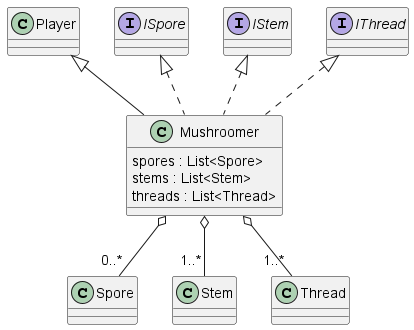 C Player
I ISpore
I IStem
I IThread
C Mushroomer
spores : List<Spore>
stems : List<Stem>
threads : List<Thread>
0..*
1..*
1..*
C Spore
C Stem
C Thread